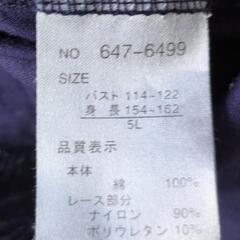 NO 647-6499
SIZE
バスト 114-122
身長 154-162
5L
品質表示
本体
綿 100%
レース部分
ナイロン 90%
ポリウレタン 10%